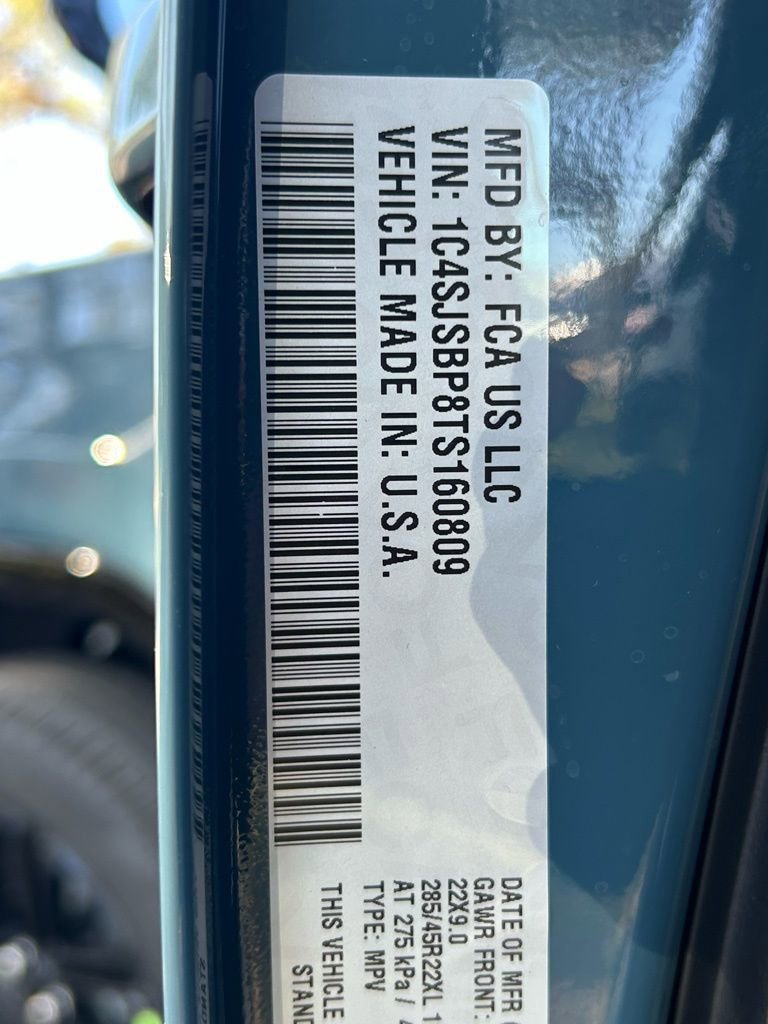 MFD BY: FCA US LLC
VIN: 1C4SJSBP8TS160809
VEHICLE MADE IN: U.S.A.
DATE OF MFR
GAWR FRONT:
22X9.0
285/45R22XL 1
AT 275 kPa /
TYPE: MPV
THIS VEHICLE
STAND